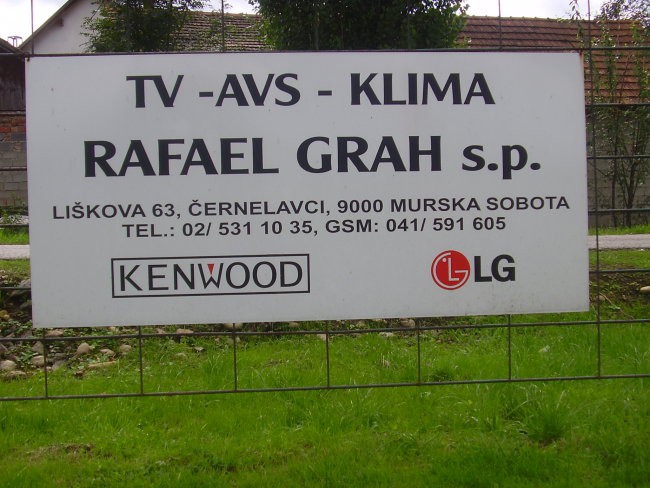 TV -AVS - KLIMA
RAFAEL GRAH s.p.
LIŠKOVA 63, ČERNELAVCI, 9000 MURSKA SOBOTA
TEL.: 02/ 531 10 35, GSM: 041/ 591 605
KENWOOD LG